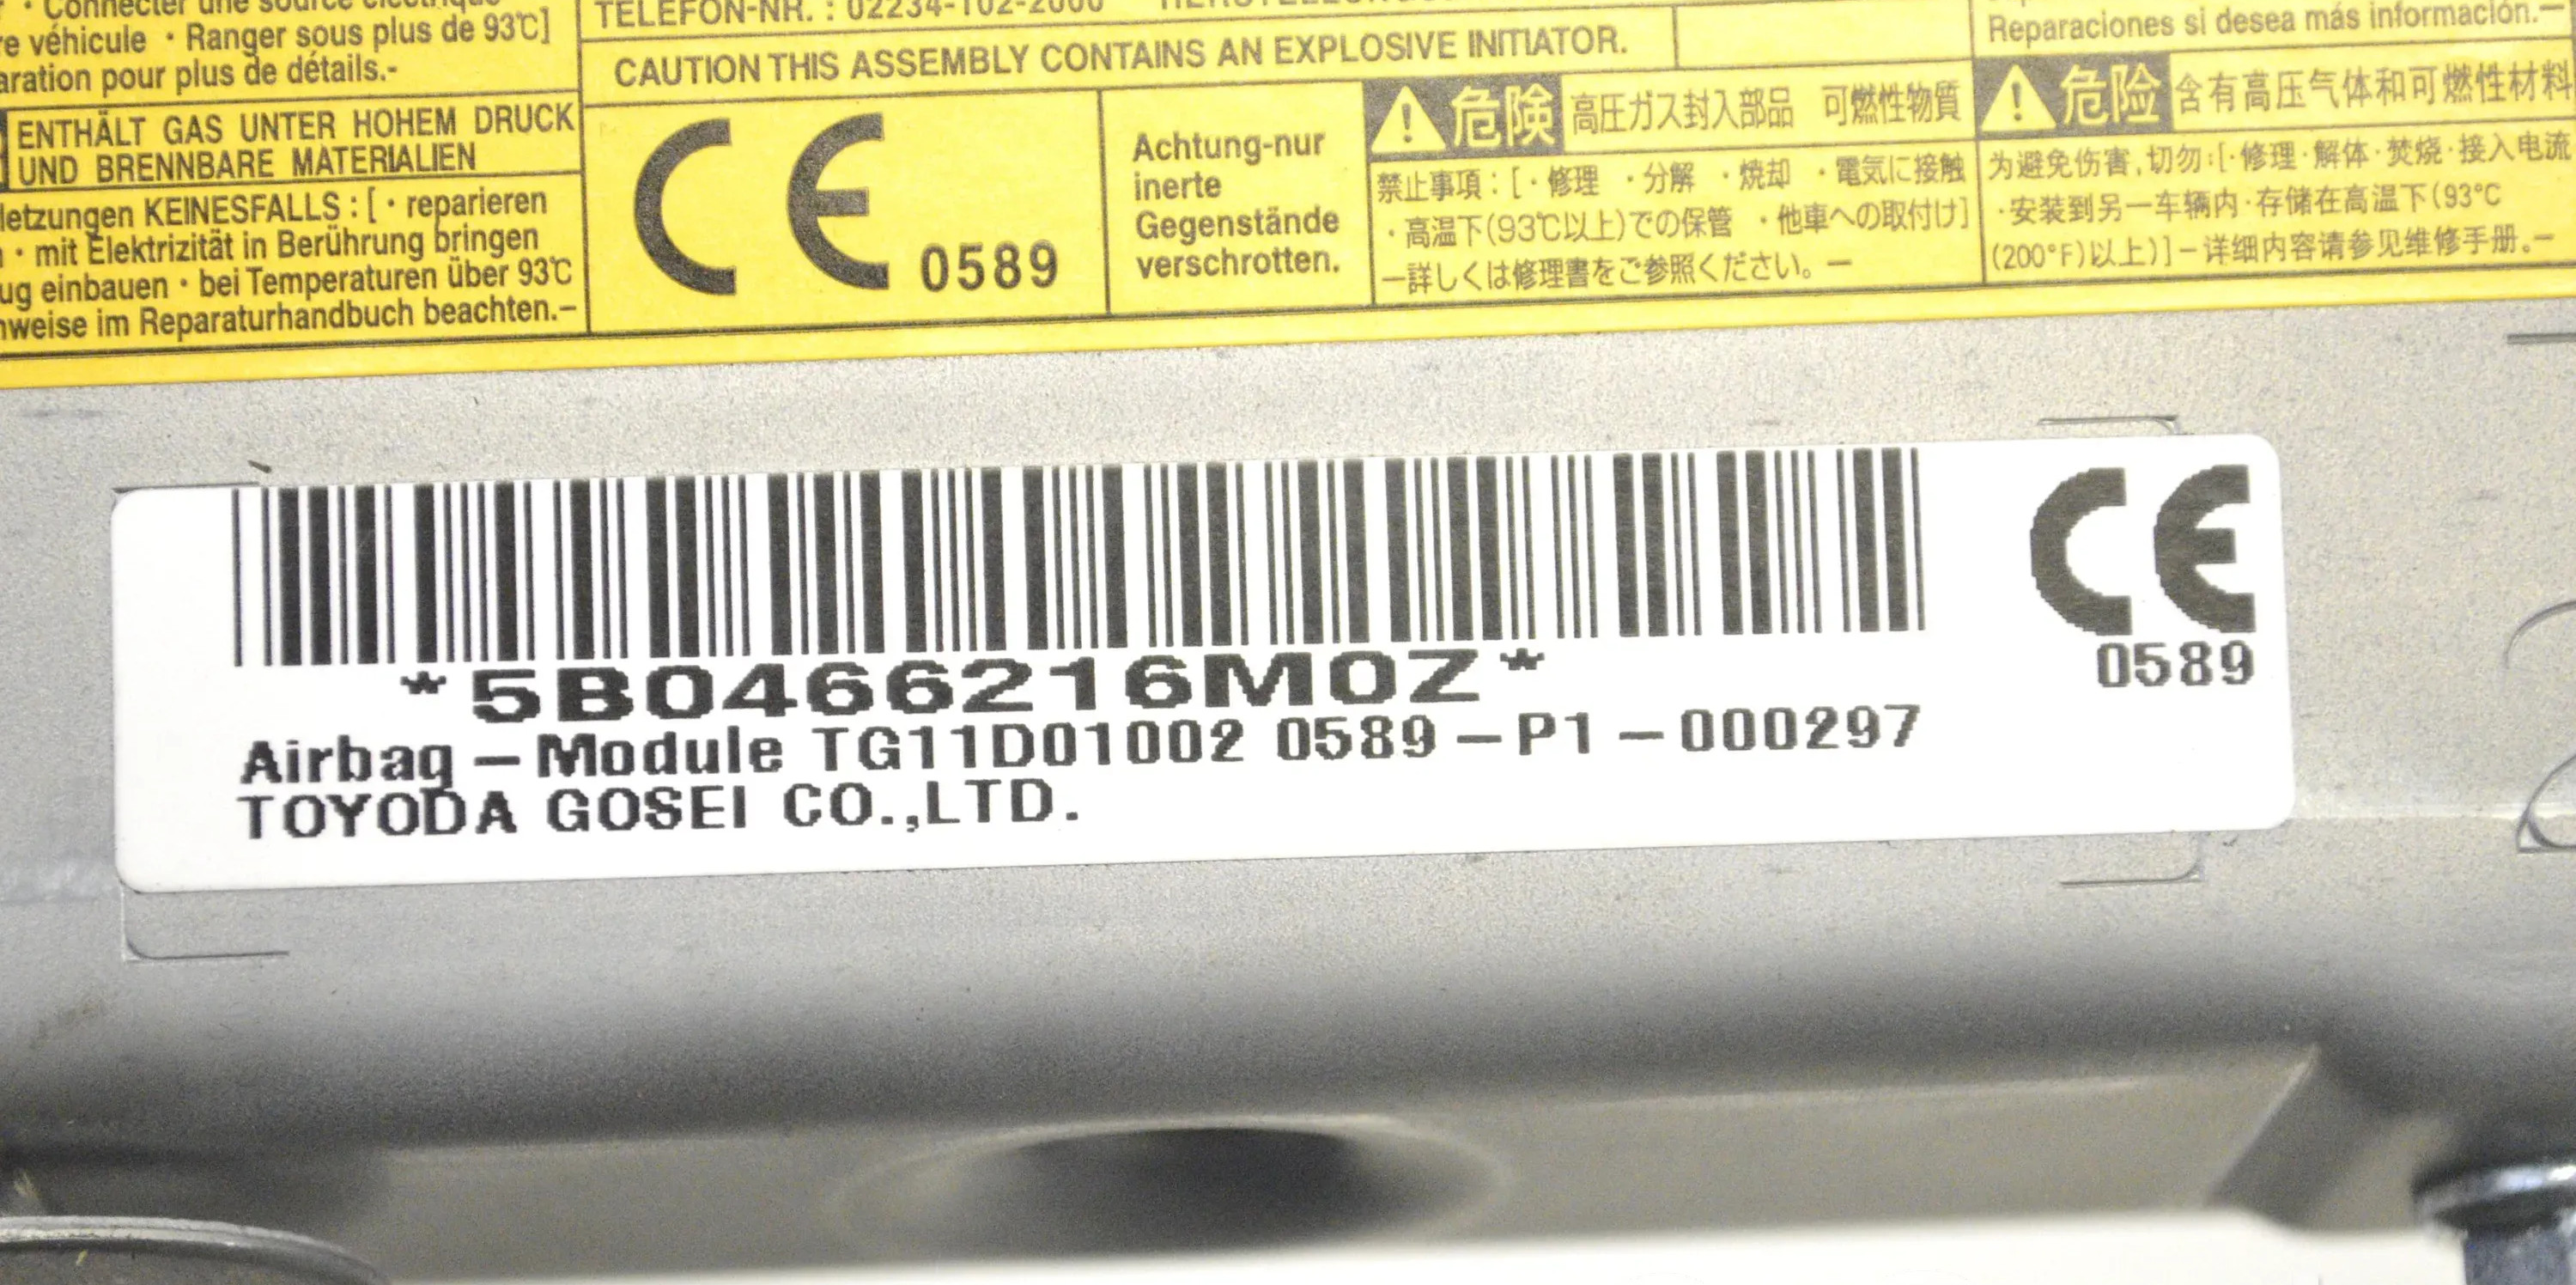 · Connecter une source électrique
re véhicule · Ranger sous plus de 93℃]
aration pour plus de détails.-
ENTHÄLT GAS UNTER HOHEM DRUCK
UND BRENNBARE MATERIALIEN
letzungen KEINESFALLS : [ · reparieren
· mit Elektrizität in Berührung bringen
ug einbauen · bei Temperaturen über 93℃
nweise im Reparaturhandbuch beachten.–
TELEFON-NR. : 02234-102-2000
CAUTION THIS ASSEMBLY CONTAINS AN EXPLOSIVE INITIATOR.
CE 0589
Achtung-nur
inerte
Gegenstände
verschrotten.
危険 高圧ガス封入部品 可燃性物質
禁止事項 : [ · 修理 · 分解 · 焼却 · 電気に接触
· 高温下(93℃以上)での保管 · 他車への取付け]
ー詳しくは修理書をご参照ください。ー
Reparaciones si desea más información.–
危险 含有高压气体和可燃性材料
为避免伤害,切勿:[·修理·解体·焚烧·接入电流
·安装到另一车辆内·存储在高温下(93°C
(200°F)以上)]–详细内容请参见维修手册。–
CE
0589
*5B0466216M0Z*
Airbag–Module TG11D01002 0589–P1–000297
TOYODA GOSEI CO.,LTD.